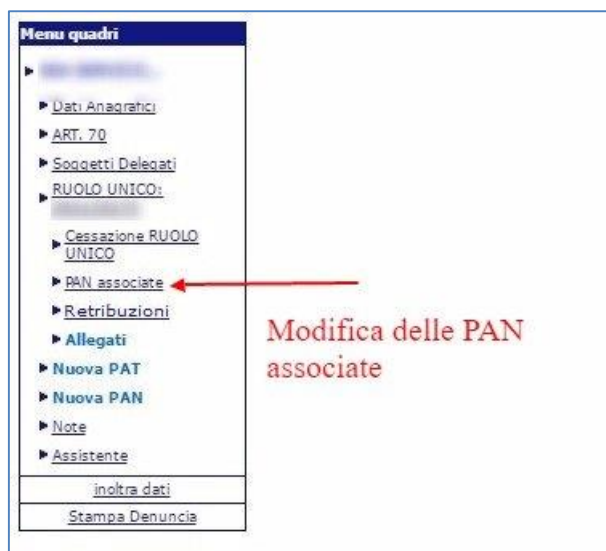 Menu quadri
Dati Anagrafici
ART. 70
Soggetti Delegati
RUOLO UNICO:
Cessazione RUOLO
UNICO
PAN associate
Retribuzioni
Allegati
Nuova PAT
Nuova PAN
Note
Assistente
inoltra dati
Stampa Denuncia
Modifica delle PAN
associate